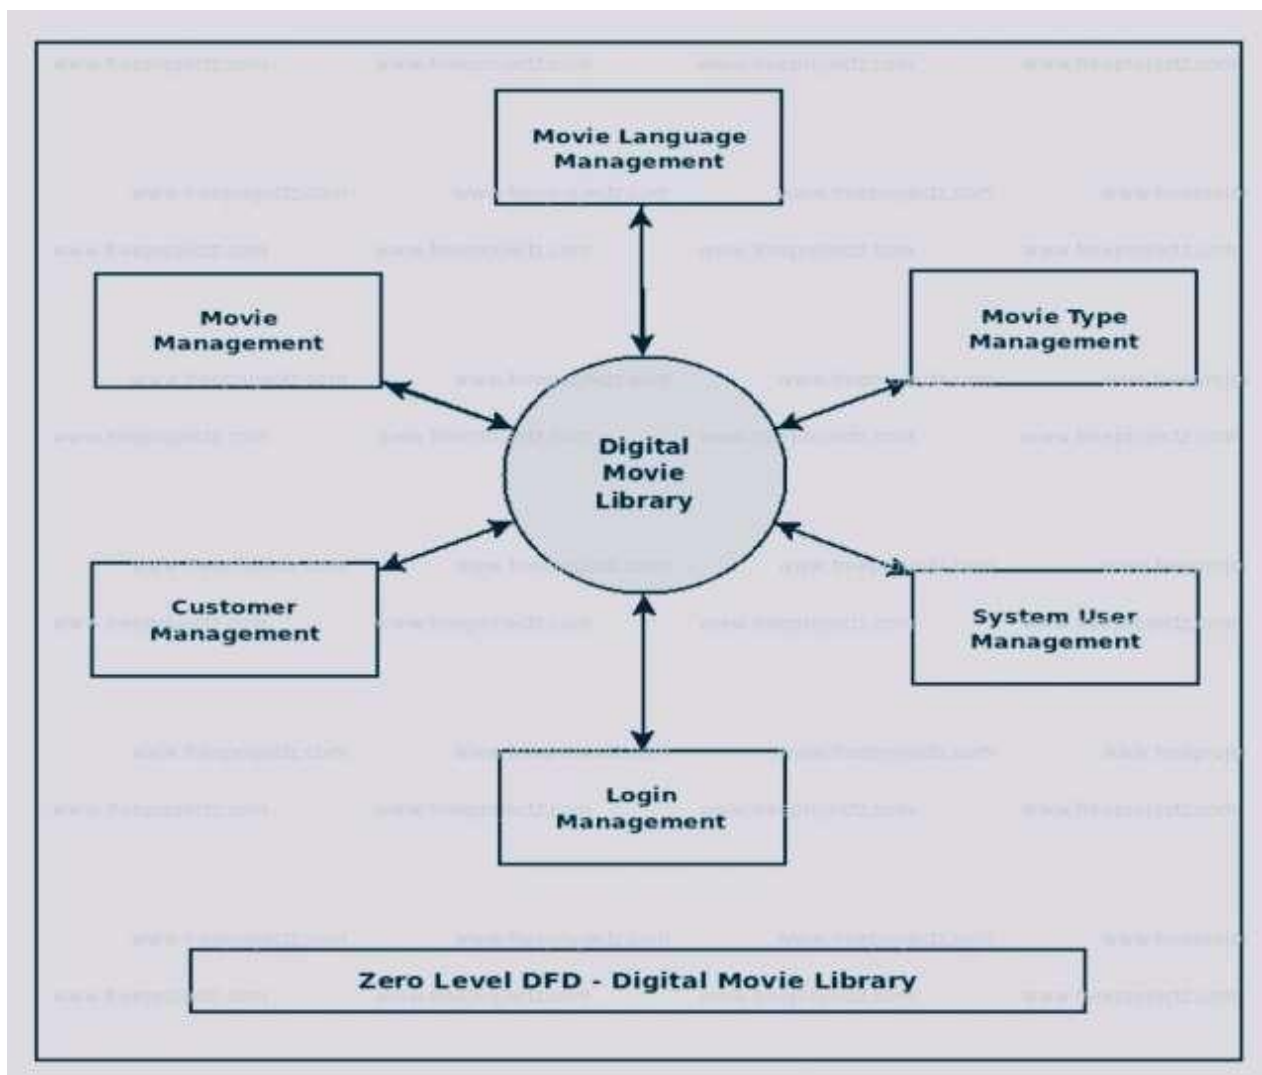 Movie Language
Management
Movie
Management
Movie Type
Management
Digital
Movie
Library
Customer
Management
System User
Management
Login
Management
Zero Level DFD - Digital Movie Library